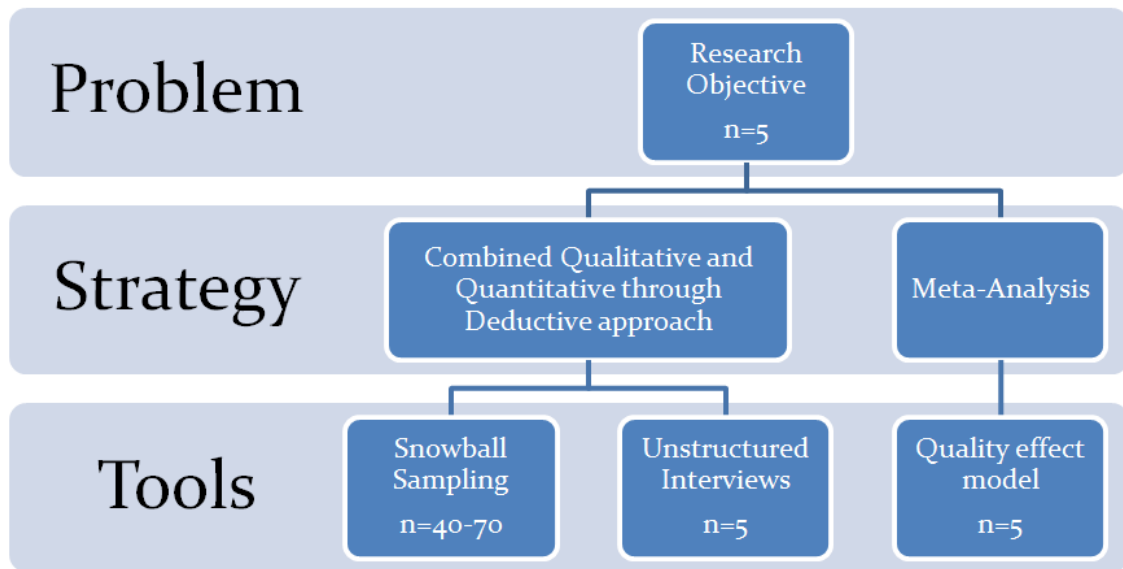 Problem
Research
Objective
n=5
Strategy
Combined Qualitative and
Quantitative through
Deductive approach
Meta-Analysis
Tools
Snowball
Sampling
n=40-70
Unstructured
Interviews
n=5
Quality effect
model
n=5